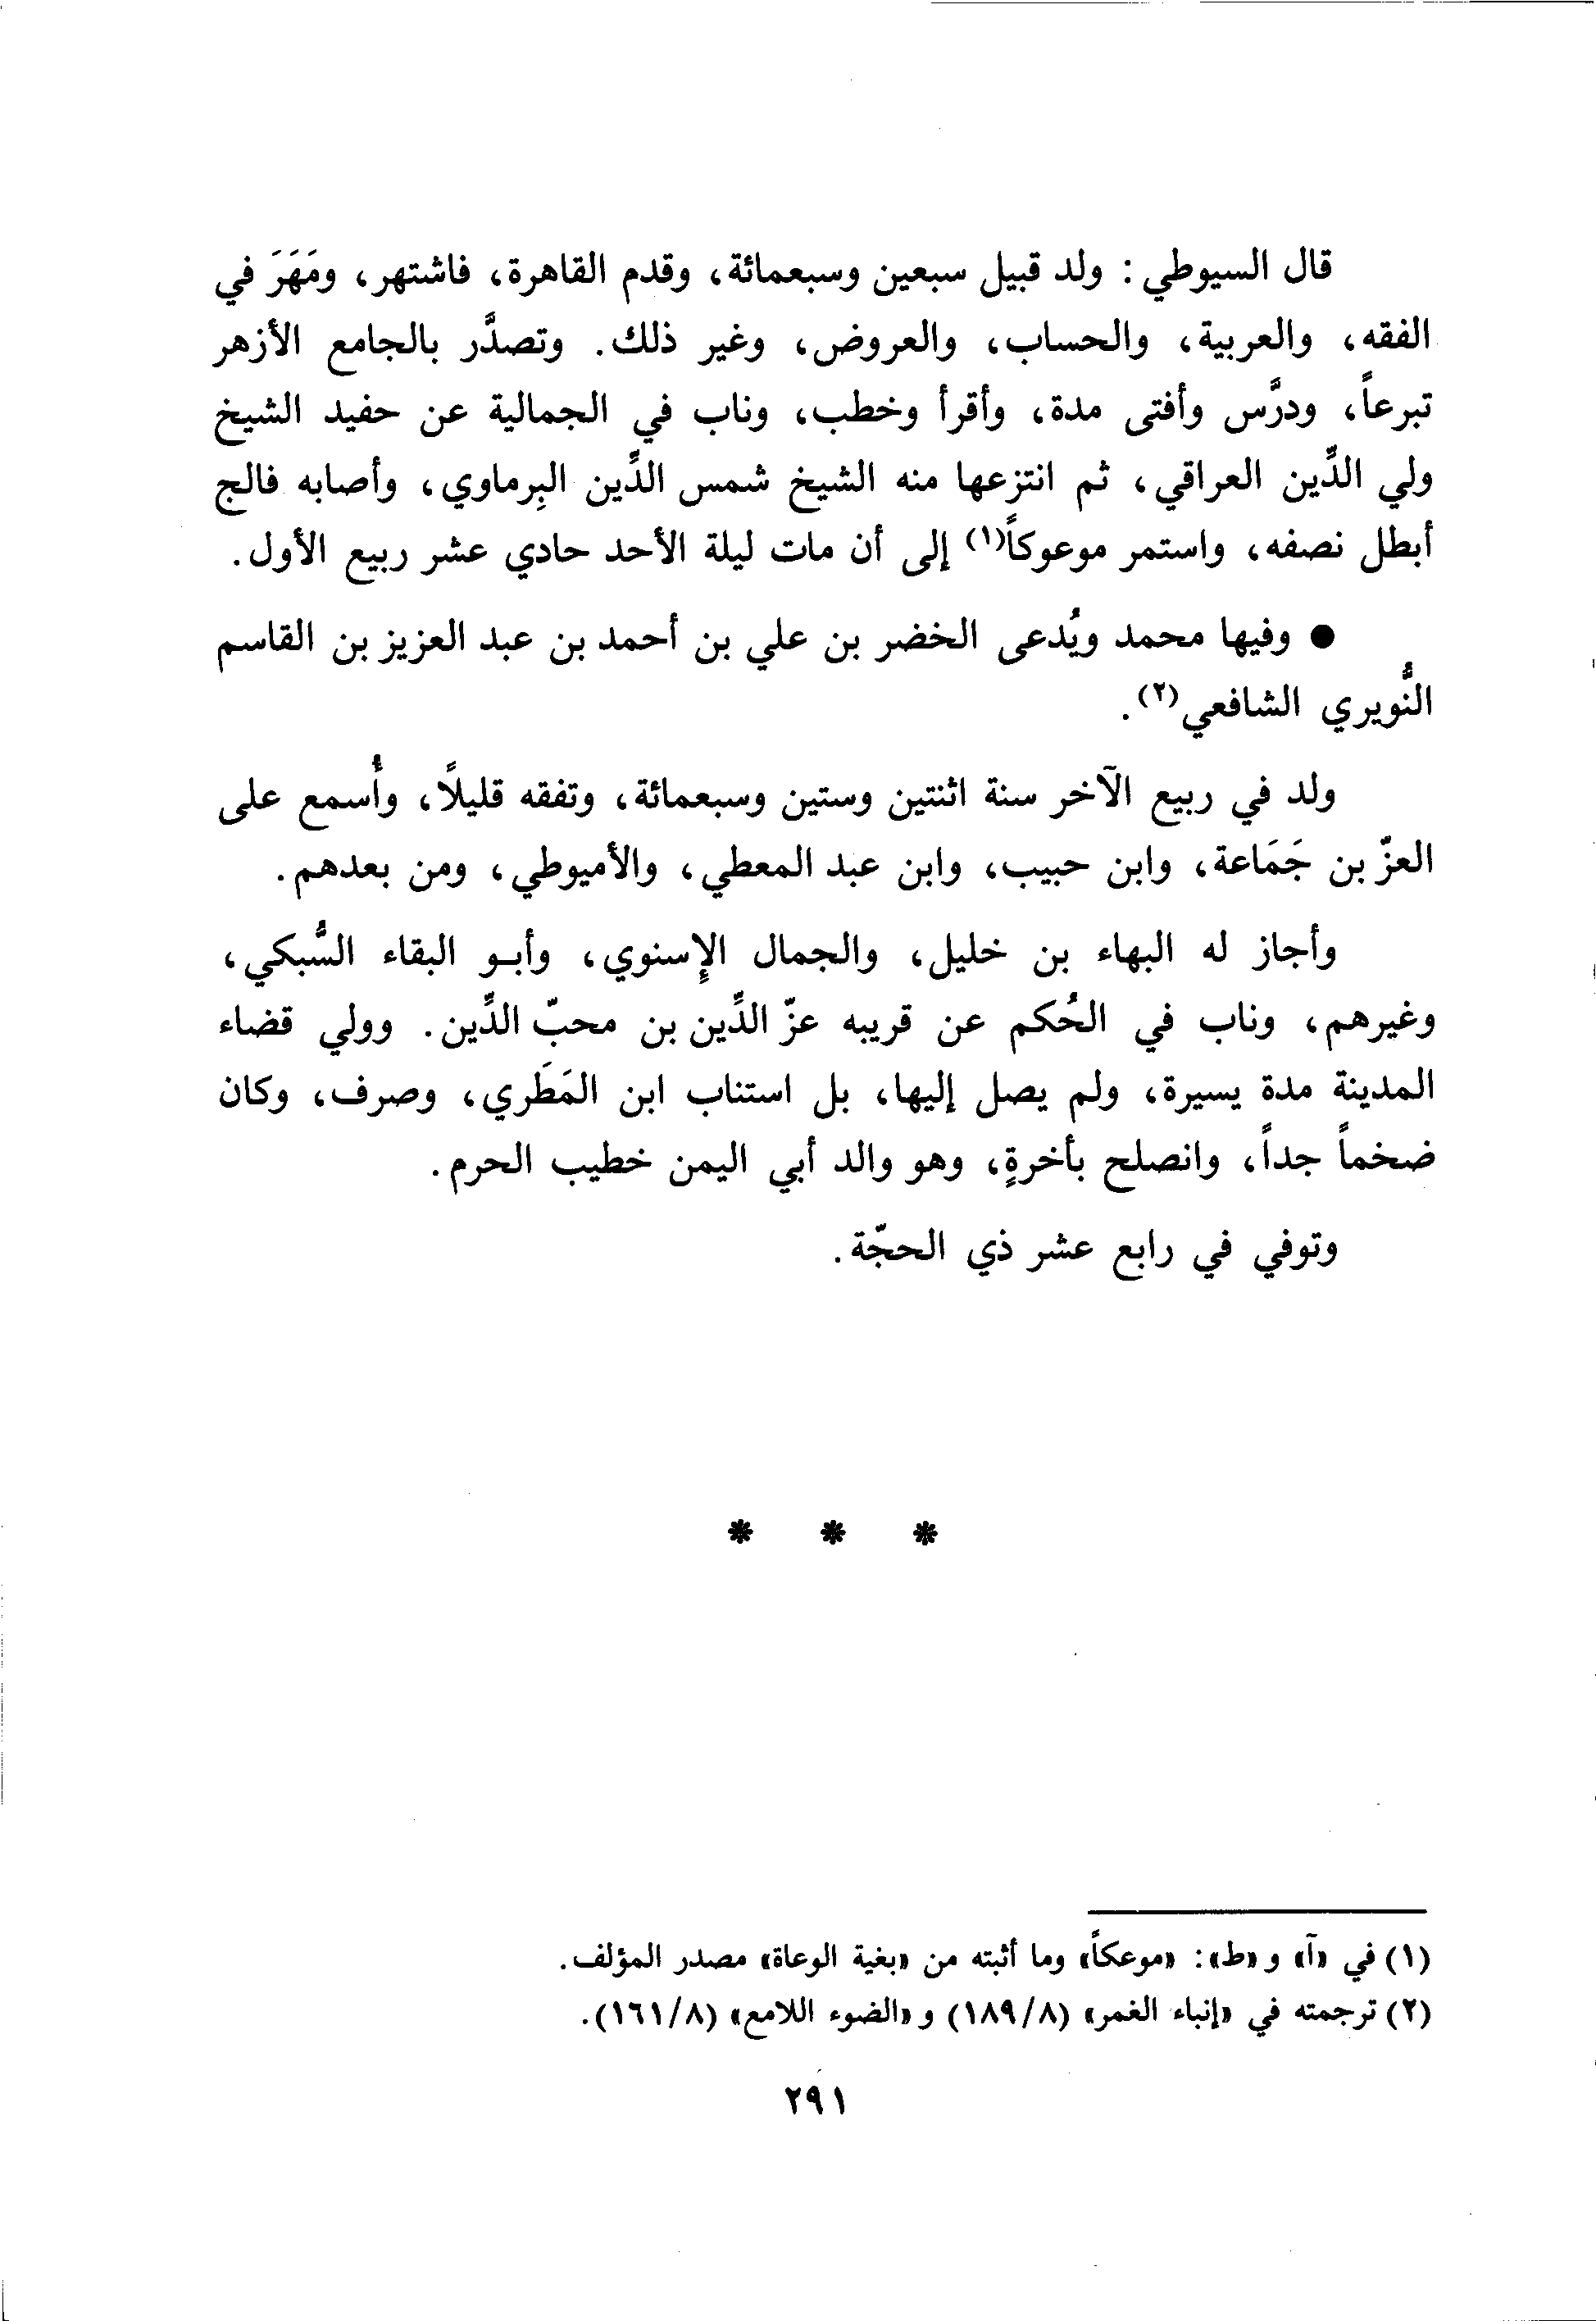 قال السيوطي: ولد قبيل سبعين وسبعمائة، وقدم القاهرة، فاشتهر، ومَهَرَ في
الفقه، والعربية، والحساب، والعروض، وغير ذلك. وتصدَّر بالجامع الأزهر
تبرعاً، ودرَّس وأفتى مدة، وأقرأ وخطب، وناب في الجمالية عن حفيد الشيخ
ولي الدِّين العراقي، ثم انتزعها منه الشيخ شمس الدِّين البِرماوي، وأصابه فالج
أبطل نصفه، واستمر موعوكاً(١) إلى أن مات ليلة الأحد حادي عشر ربيع الأول.
● وفيها محمد ويُدعى الخضر بن علي بن أحمد بن عبد العزيز بن القاسم
النُّويري الشافعي(٢).
ولد في ربيع الآخر سنة اثنتين وستين وسبعمائة، وتفقه قليلاً، وأُسمع على
العزّ بن جَمَاعة، وابن حبيب، وابن عبد المعطي، والأميوطي، ومن بعدهم.
وأجاز له البهاء بن خليل، والجمال الإِسنوي، وأبو البقاء السُّبكي،
وغيرهم، وناب في الحُكم عن قريبه عزّ الدِّين بن محبّ الدِّين. وولي قضاء
المدينة مدة يسيرة، ولم يصل إليها، بل استناب ابن المَطَري، وصرف، وكان
ضخماً جداً، وانصلح بأخرةٍ، وهو والد أبي اليمن خطيب الحرم.
وتوفي في رابع عشر ذي الحجّة.
* * *
(١) في «آ» و «ط»: «موعكاً» وما أثبته من «بغية الوعاة» مصدر المؤلف.
(٢) ترجمته في «إنباء الغمر» (٨/ ١٨٩) و «الضوء اللامع» (٨/ ١٦١).
٢٩١